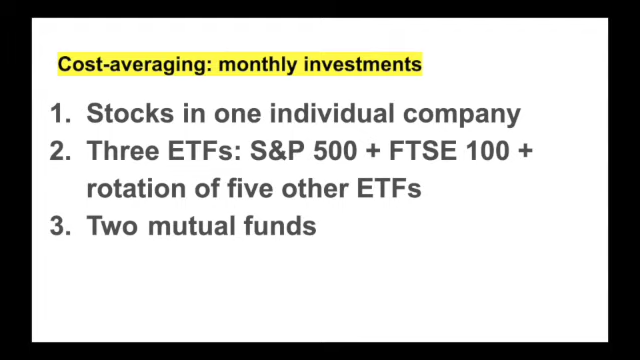 Cost-averaging: monthly investments
1. Stocks in one individual company
2. Three ETFs: S&P 500 + FTSE 100 +
rotation of five other ETFs
3. Two mutual funds